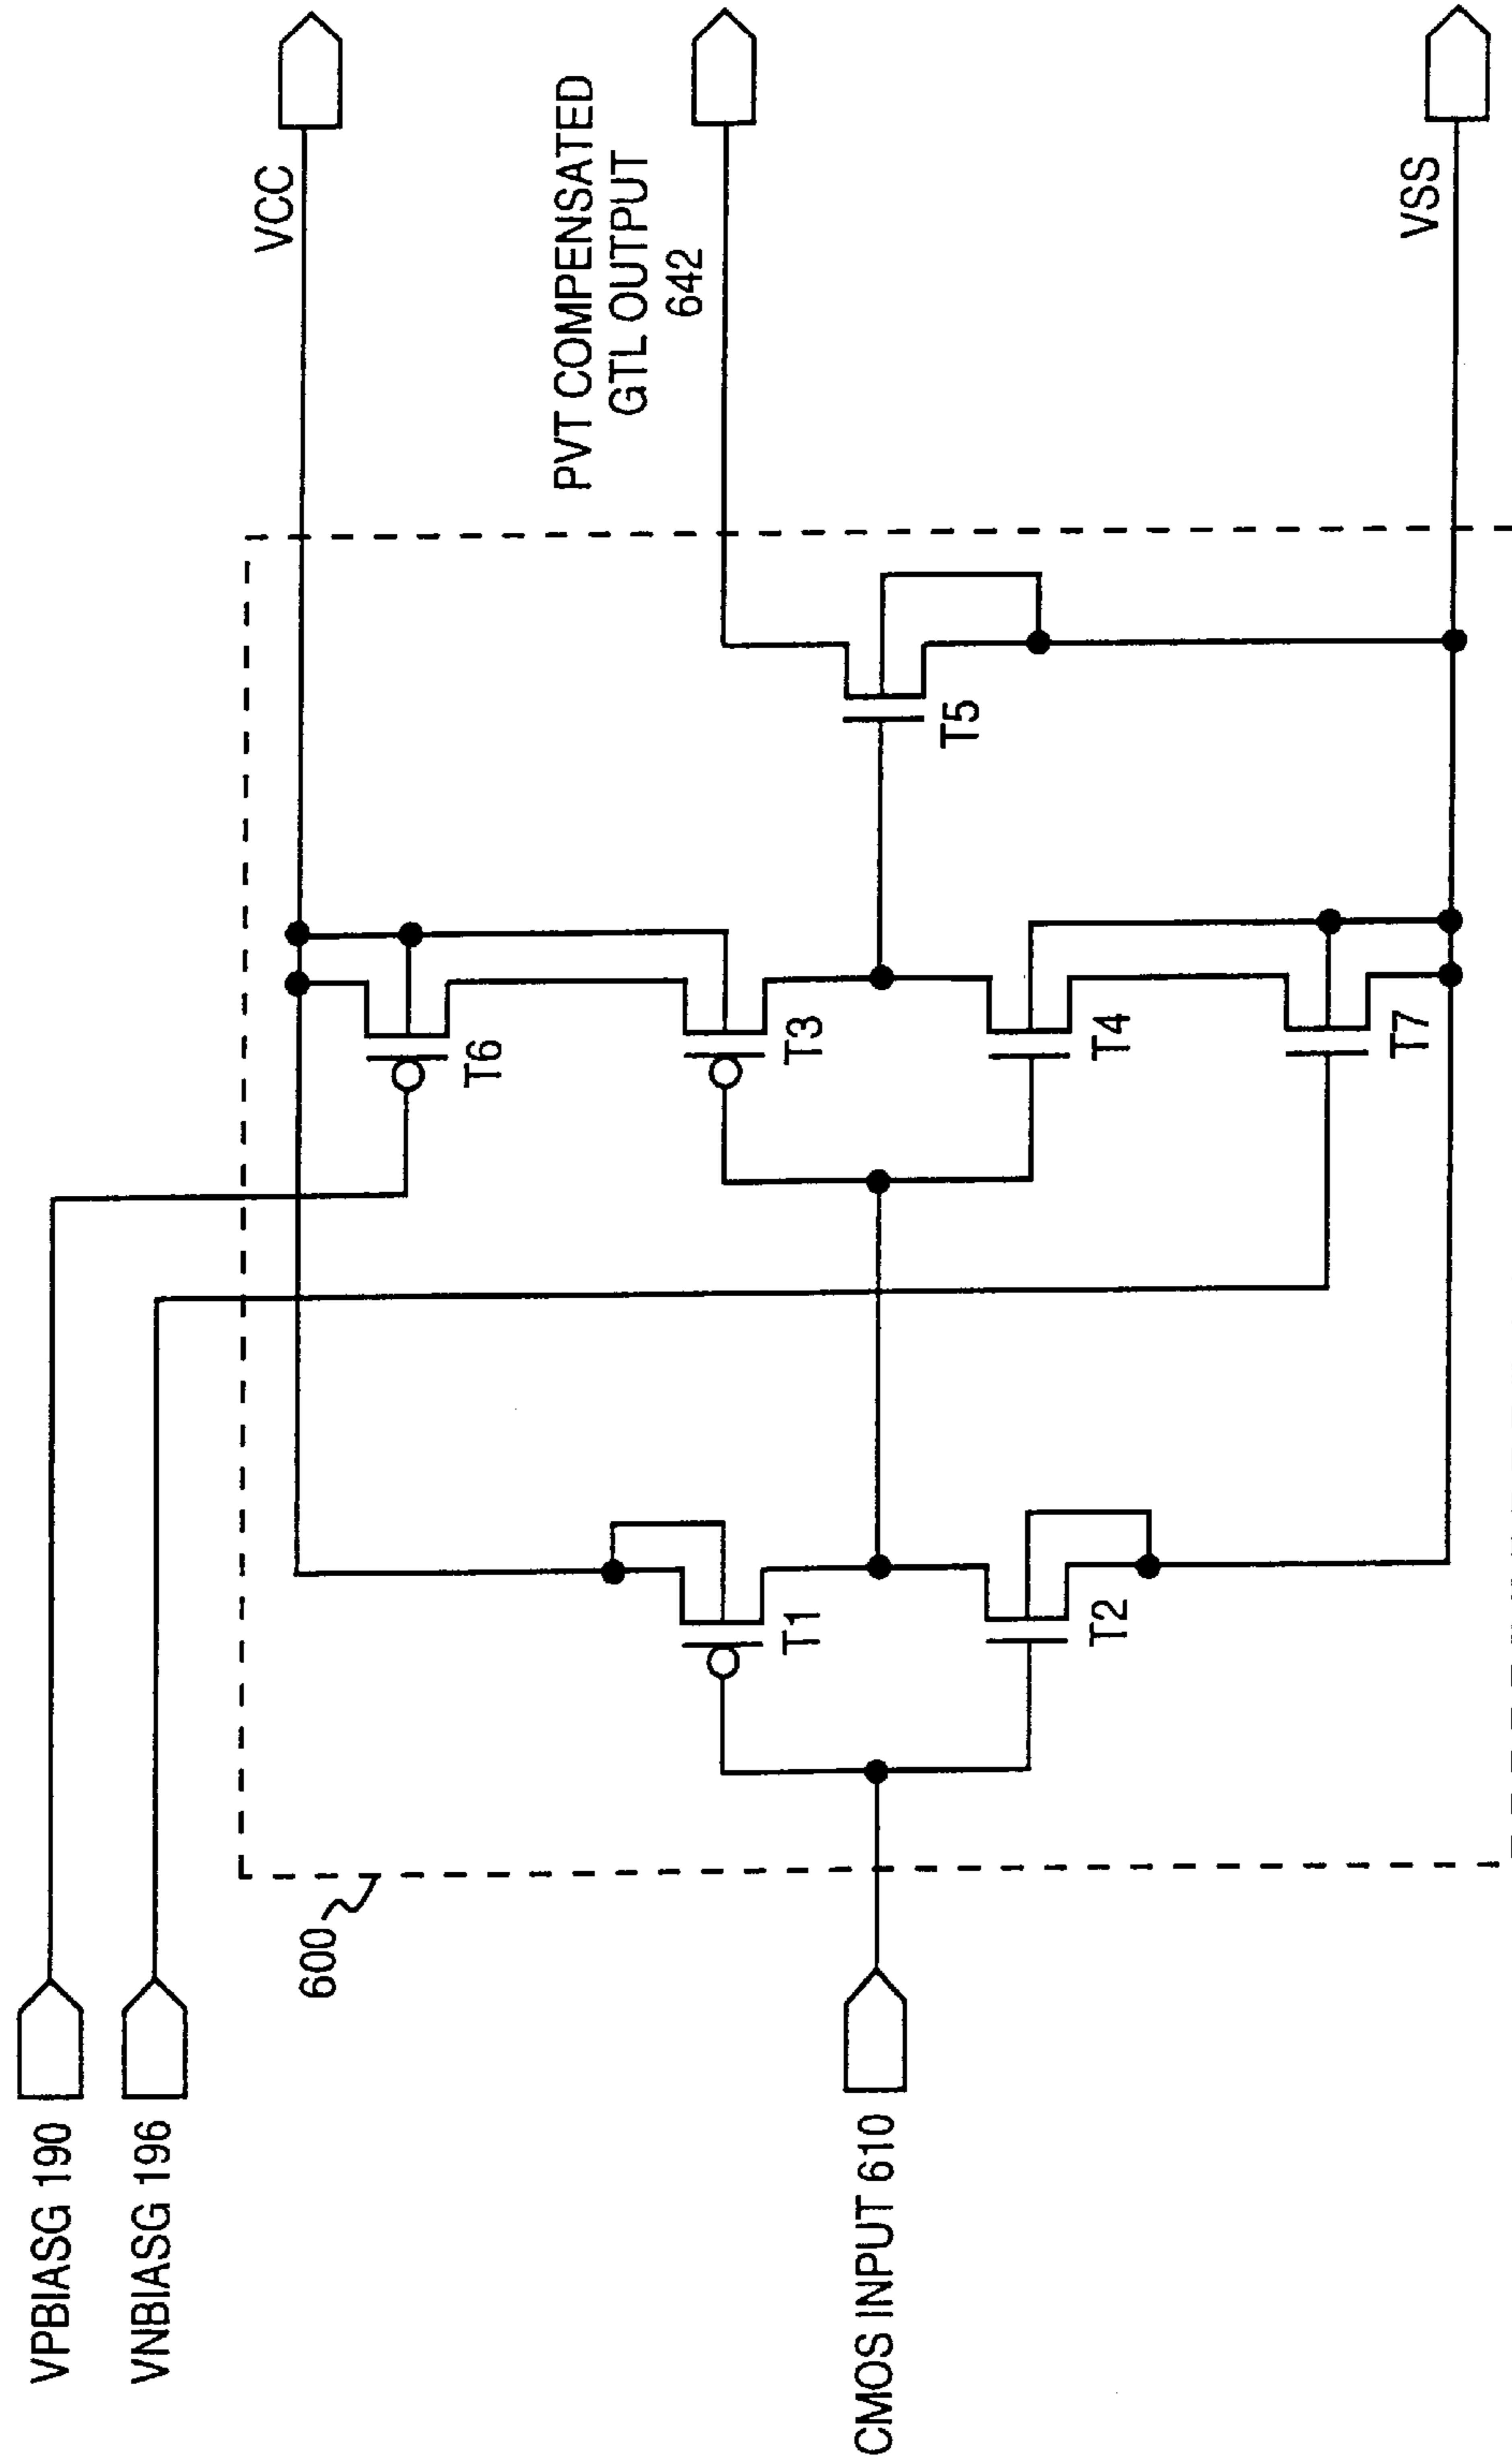 VPBIASG 190
VNBIASG 196
VCC
600
PVT COMPENSATED
GTL OUTPUT
642
T6
T1
T3
T5
CMOS INPUT 610
T2
T4
T7
VSS